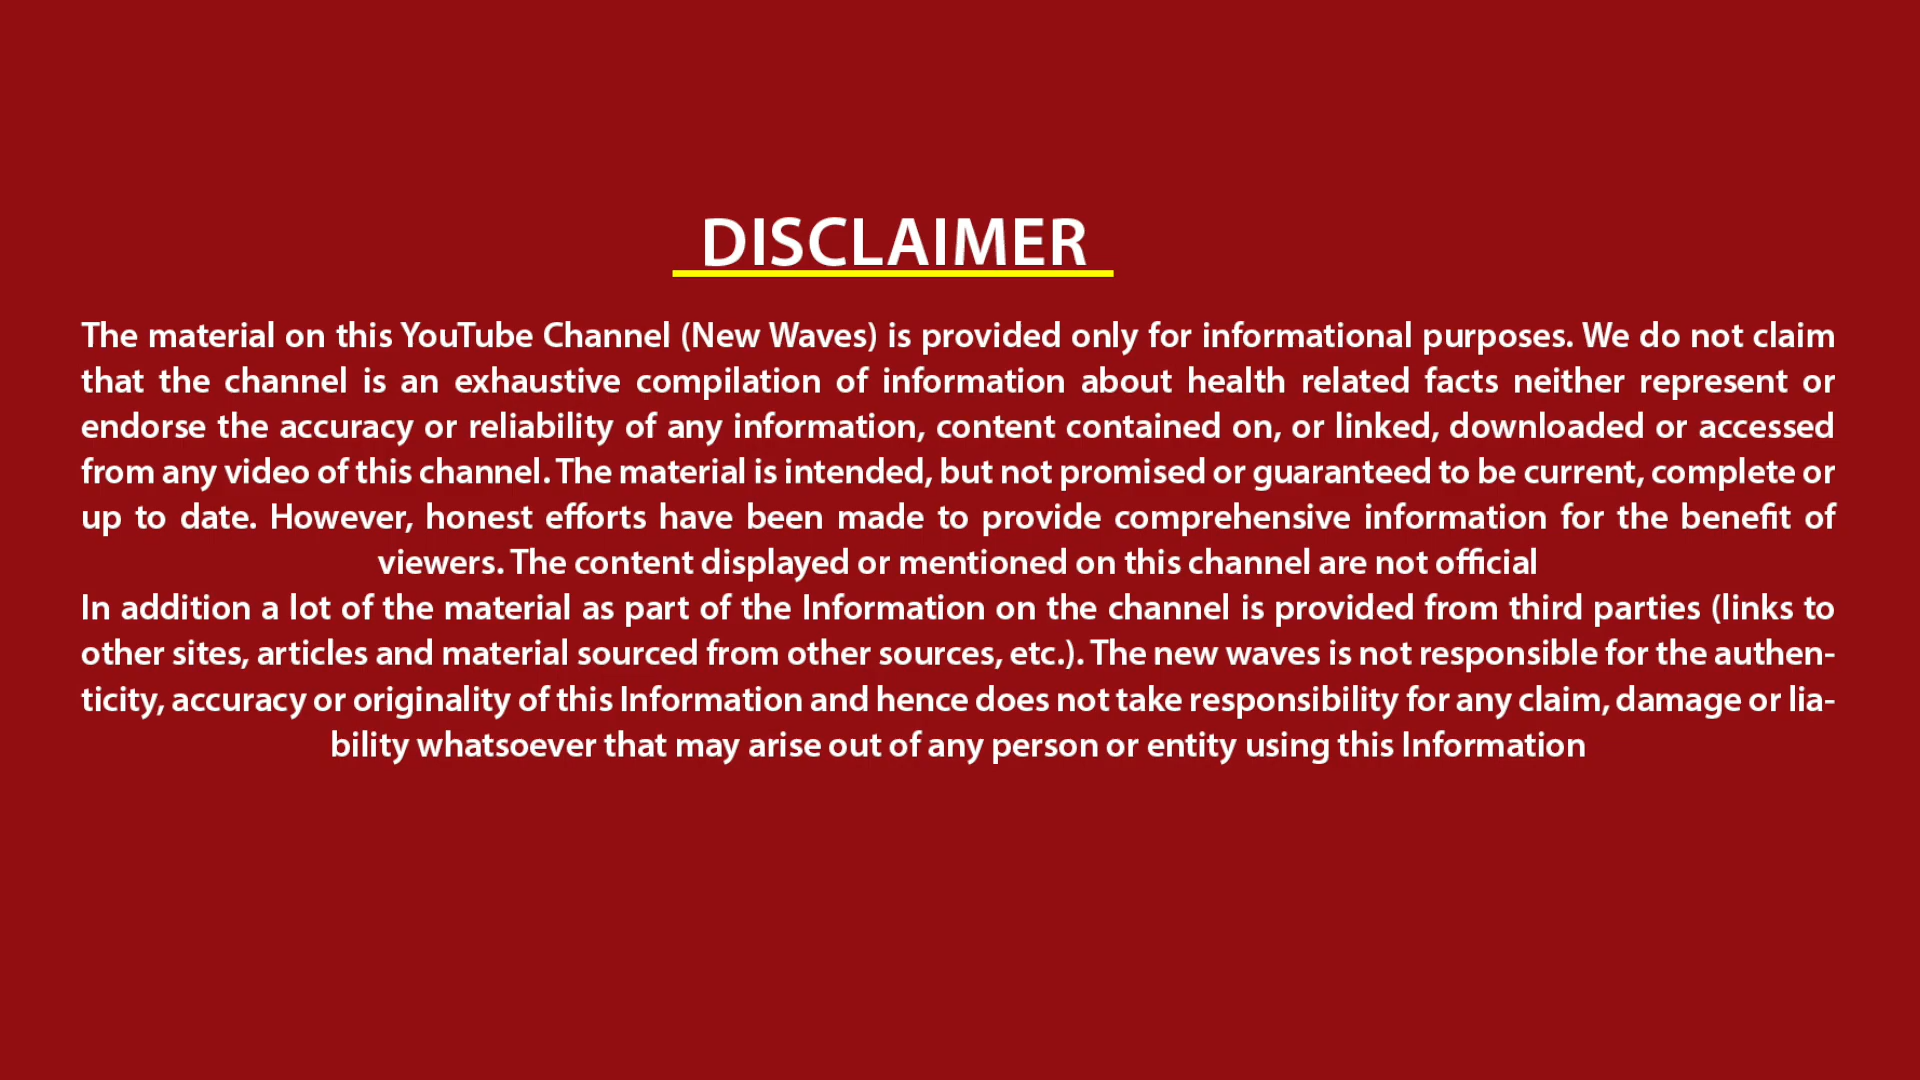 DISCLAIMER
The material on this YouTube Channel (New Waves) is provided only for informational purposes. We do not claim
that the channel is an exhaustive compilation of information about health related facts neither represent or
endorse the accuracy or reliability of any information, content contained on, or linked, downloaded or accessed
from any video of this channel. The material is intended, but not promised or guaranteed to be current, complete or
up to date. However, honest efforts have been made to provide comprehensive information for the benefit of
viewers. The content displayed or mentioned on this channel are not official
In addition a lot of the material as part of the Information on the channel is provided from third parties (links to
other sites, articles and material sourced from other sources, etc.). The new waves is not responsible for the authen-
ticity, accuracy or originality of this Information and hence does not take responsibility for any claim, damage or lia-
bility whatsoever that may arise out of any person or entity using this Information